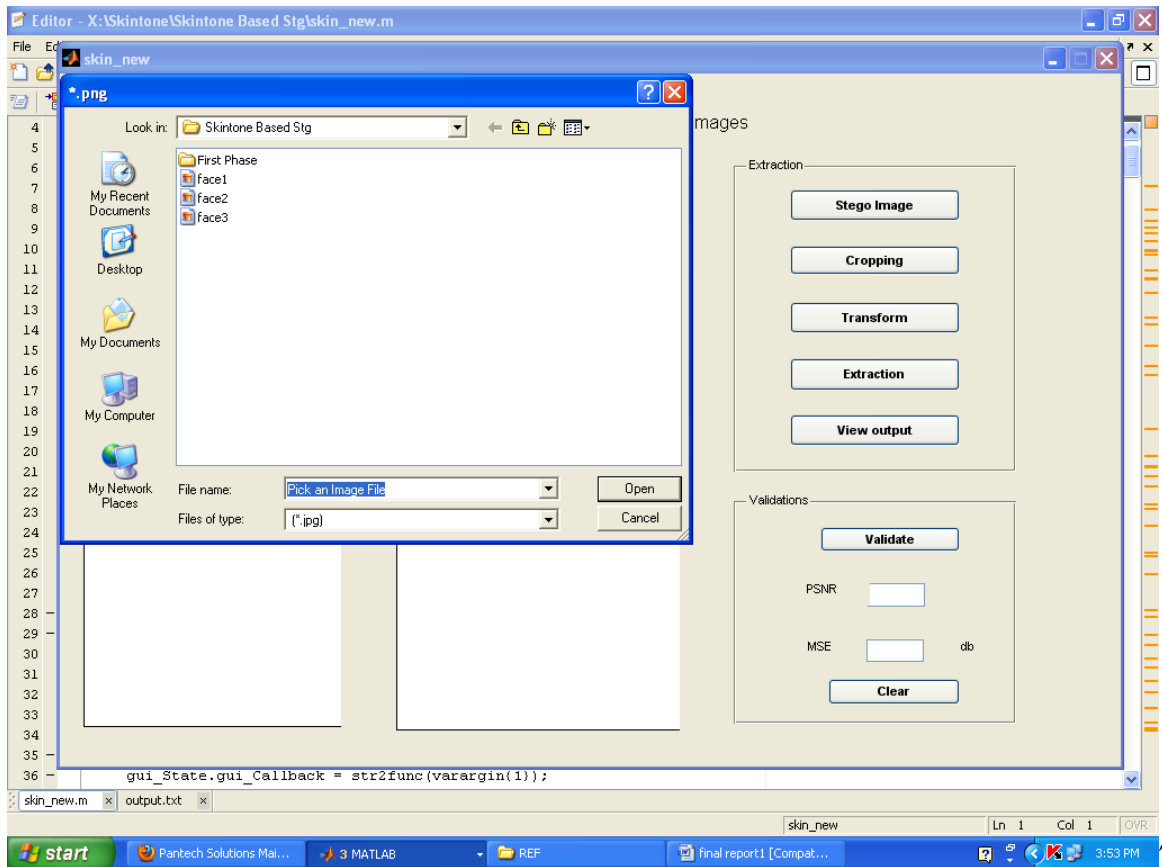 Editor - X:\Skintone\Skintone Based Stg\skin_new.m
File Ed
skin_new
*.png
Look in: Skintone Based Stg
My Recent Documents
Desktop
My Documents
My Computer
My Network Places
First Phase
face1
face2
face3
File name: Pick an Image File
Open
Files of type: (*.jpg)
Cancel
mages
Extraction
Stego Image
Cropping
Transform
Extraction
View output
Validations
Validate
PSNR
MSE db
Clear
4
5
6
7
8
9
10
11
12
13
14
15
16
17
18
19
20
21
22
23
24
25
26
27
28 –
29 –
30
31
32
33
34
35 –
36 – gui_State.gui_Callback = str2func(varargin{1});
skin_new.m × output.txt ×
skin_new Ln 1 Col 1 OVR
start Pantech Solutions Mai... 3 MATLAB REF final report1 [Compat... 3:53 PM